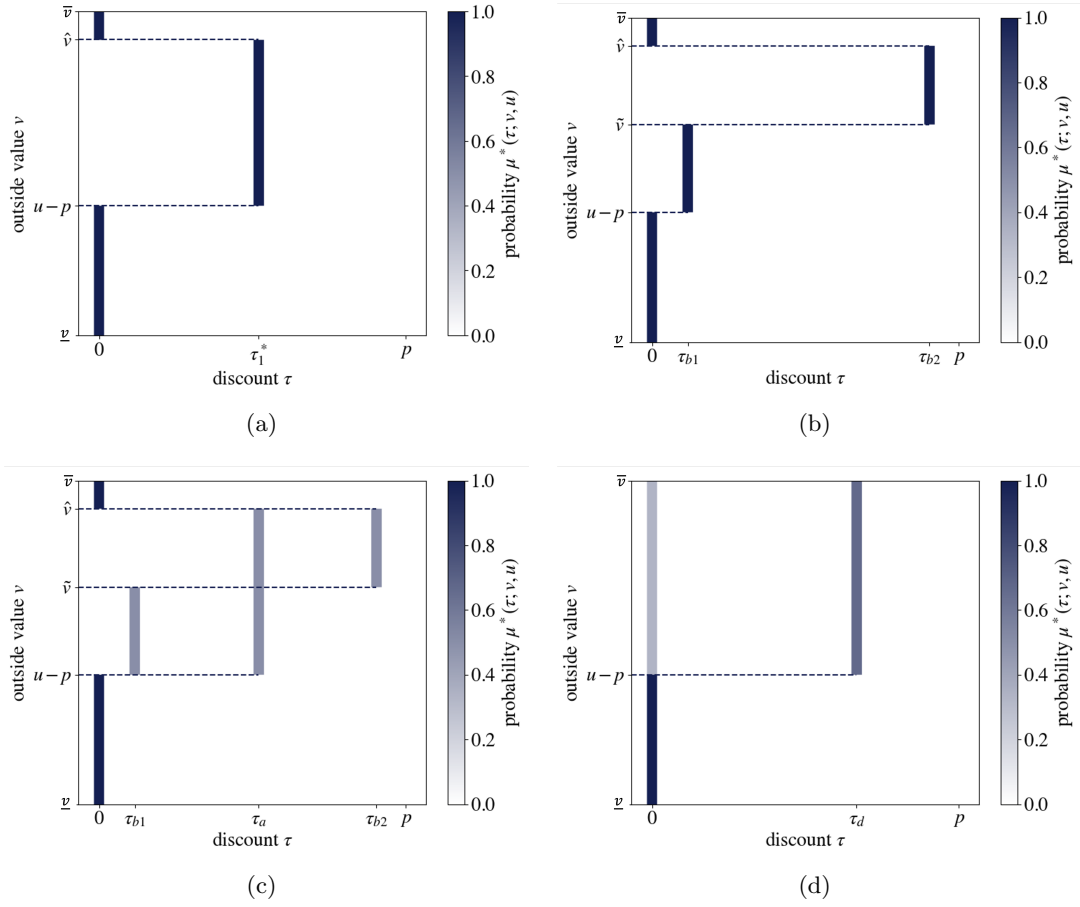 v̅
v̂
u − p
v̲
outside value v
0
τ₁*
p
discount τ
1.0
0.8
0.6
0.4
0.2
0.0
probability μ*(τ; v, u)
(a)
v̅
v̂
ṽ
u − p
v̲
outside value v
0
τb1
τb2
p
discount τ
1.0
0.8
0.6
0.4
0.2
0.0
probability μ*(τ; v, u)
(b)
v̅
v̂
ṽ
u − p
v̲
outside value v
0
τb1
τa
τb2
p
discount τ
1.0
0.8
0.6
0.4
0.2
0.0
probability μ*(τ; v, u)
(c)
v̅
u − p
v̲
outside value v
0
τd
p
discount τ
1.0
0.8
0.6
0.4
0.2
0.0
probability μ*(τ; v, u)
(d)